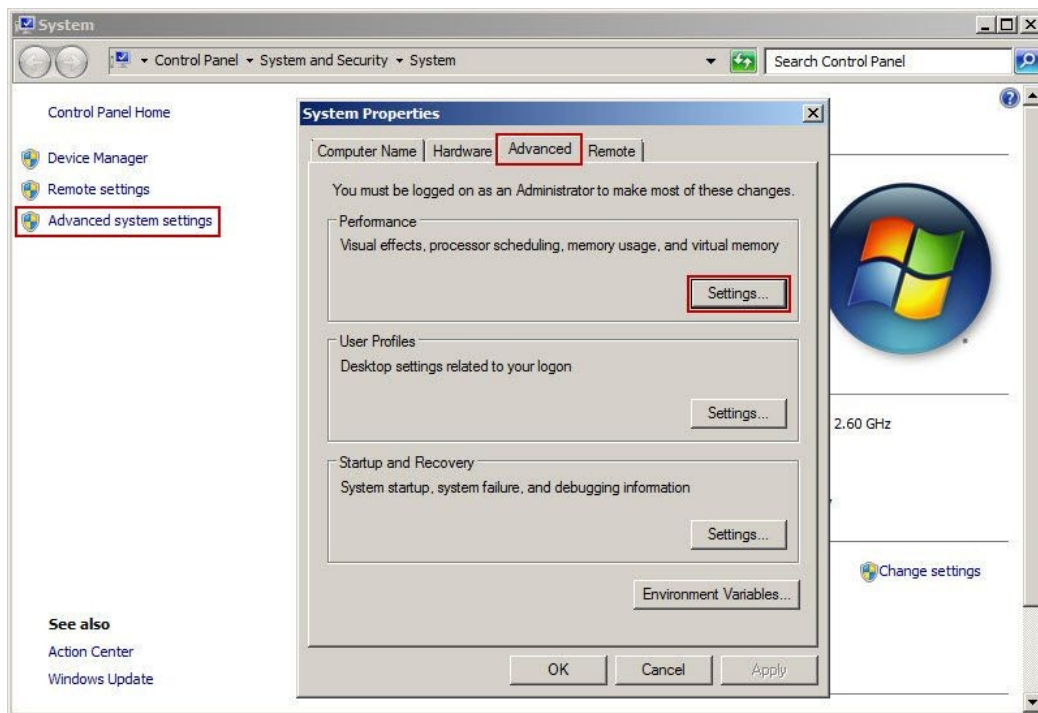 System
Control Panel System and Security System
Search Control Panel
Control Panel Home
Device Manager
Remote settings
Advanced system settings
See also
Action Center
Windows Update
System Properties
Computer Name Hardware Advanced Remote
You must be logged on as an Administrator to make most of these changes.
Performance
Visual effects, processor scheduling, memory usage, and virtual memory
Settings...
User Profiles
Desktop settings related to your logon
Settings...
Startup and Recovery
System startup, system failure, and debugging information
Settings...
Environment Variables...
OK Cancel Apply
2.60 GHz
Change settings